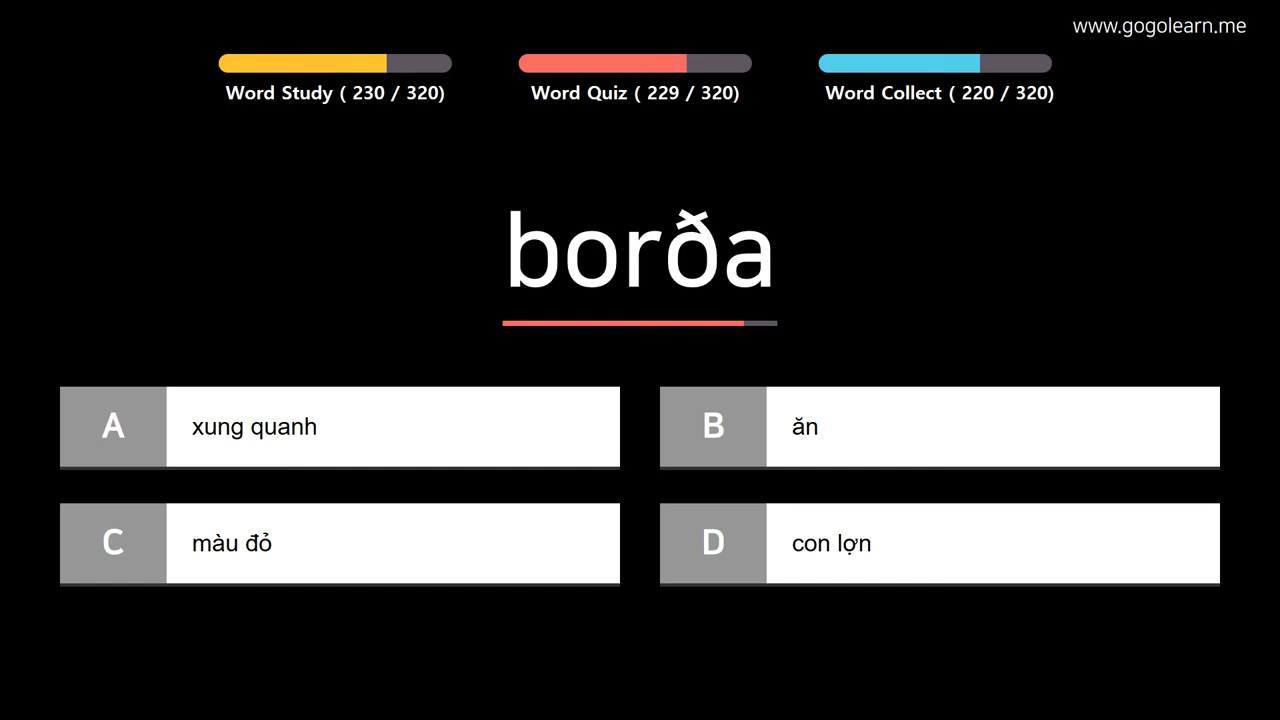 www.gogolearn.me
Word Study ( 230 / 320)
Word Quiz ( 229 / 320)
Word Collect ( 220 / 320)
borða
A
xung quanh
B
ăn
C
màu đỏ
D
con lợn